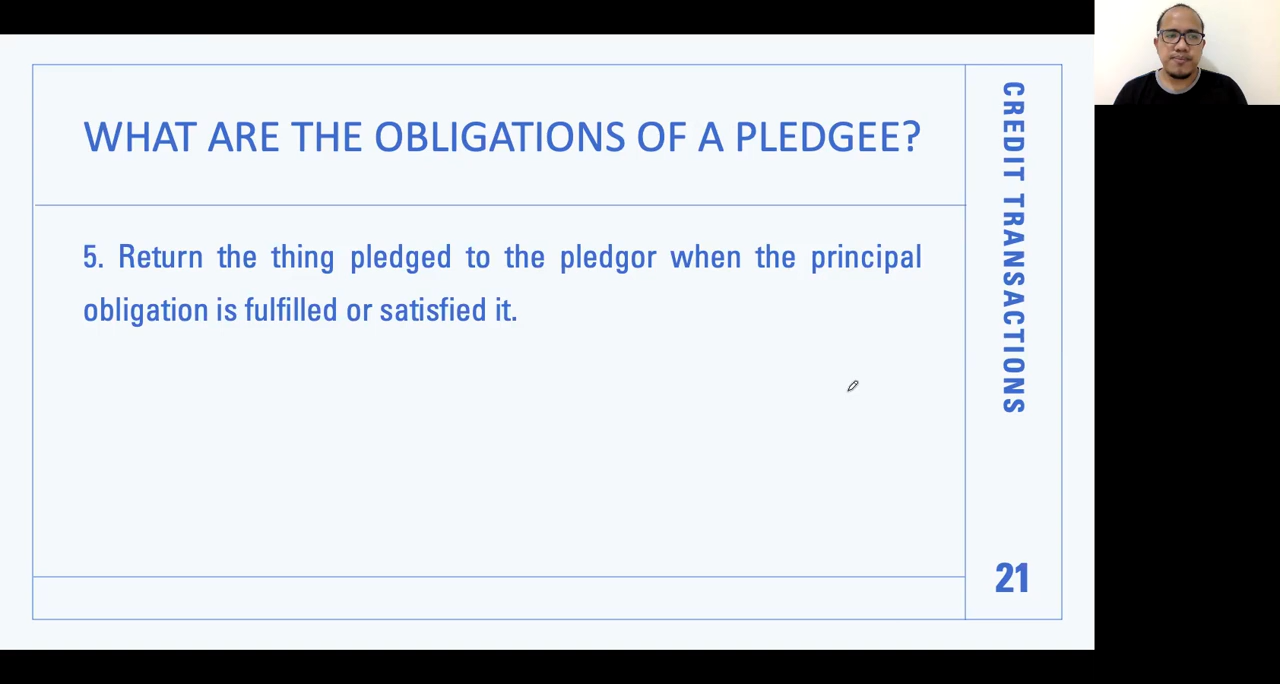 WHAT ARE THE OBLIGATIONS OF A PLEDGEE?
5. Return the thing pledged to the pledgor when the principal
obligation is fulfilled or satisfied it.
CREDIT TRANSACTIONS
21